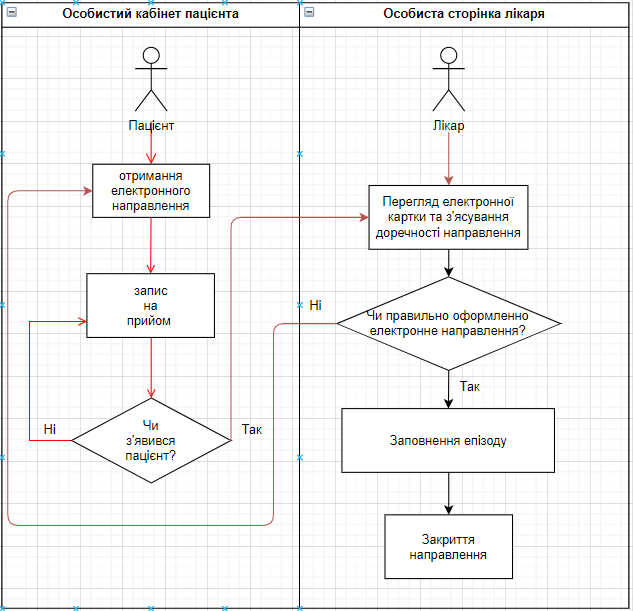 Особистий кабінет пацієнта
Особиста сторінка лікаря
Пацієнт
Лікар
отримання
електронного
направлення
Перегляд електронної
картки та з'ясування
доречності направлення
запис
на
прийом
Ні
Чи правильно оформленно
електронне направлення?
Так
Ні
Чи
з'явився
пацієнт?
Так
Заповнення епізоду
Закриття
направлення